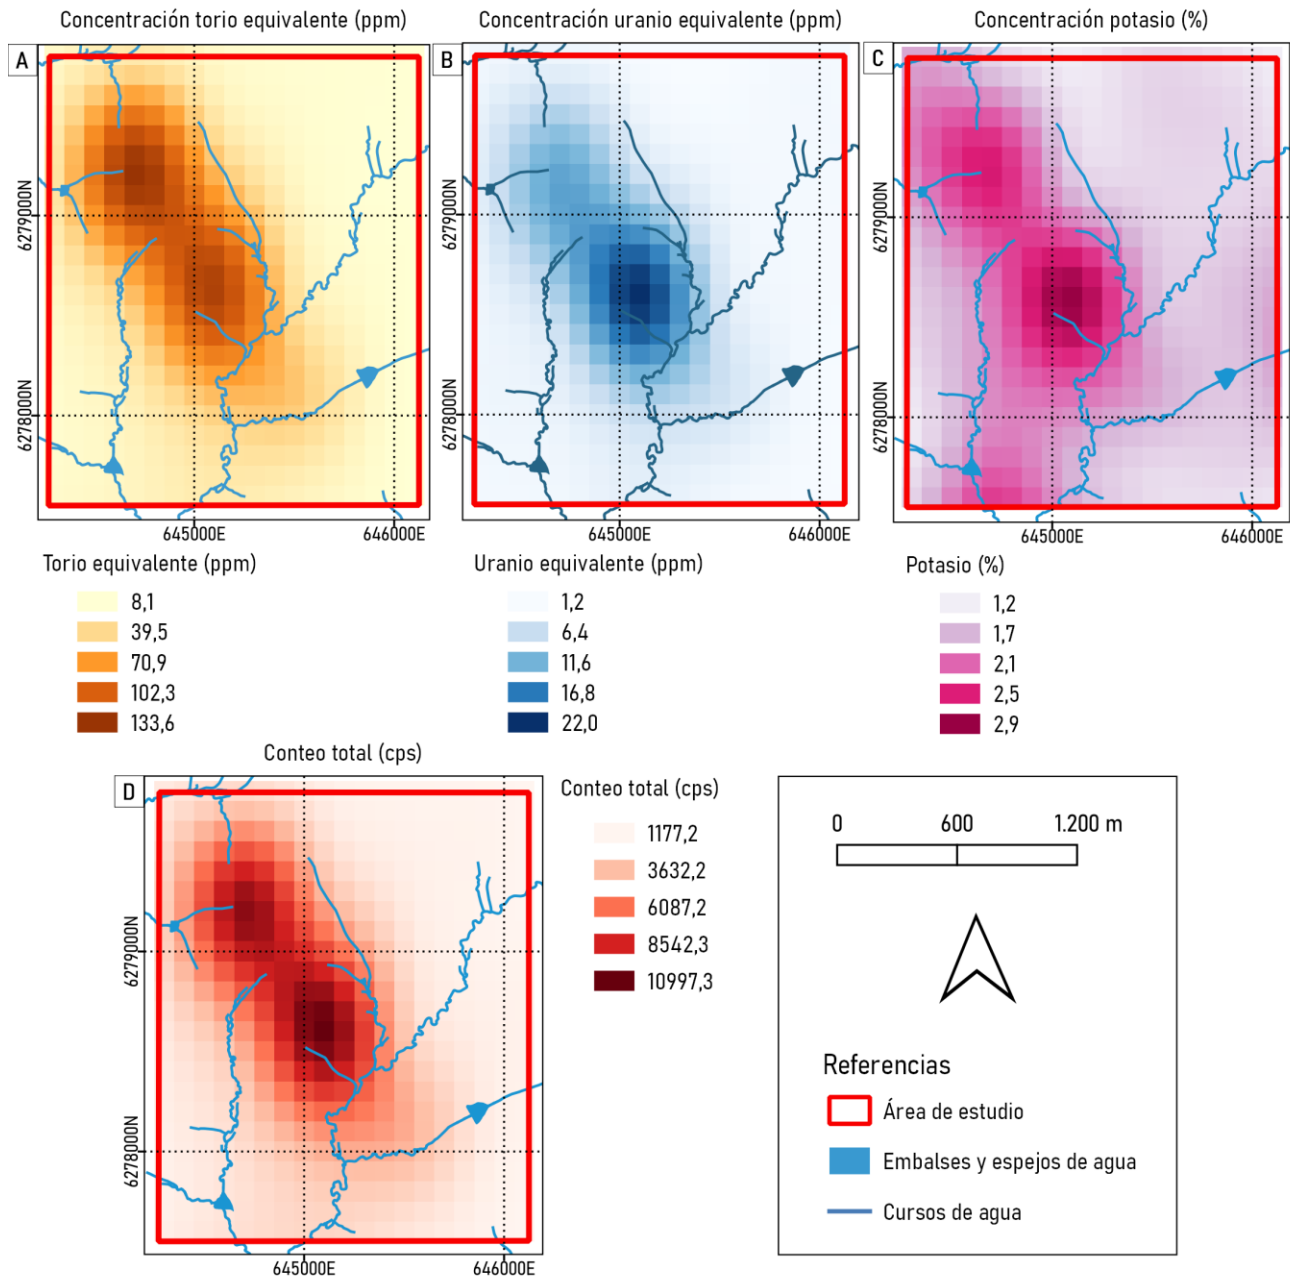 Concentración torio equivalente (ppm)
Concentración uranio equivalente (ppm)
Concentración potasio (%)
A
B
C
6279000N
6278000N
645000E
646000E
6279000N
6278000N
645000E
646000E
6279000N
6278000N
645000E
646000E
Torio equivalente (ppm)
8,1
39,5
70,9
102,3
133,6
Uranio equivalente (ppm)
1,2
6,4
11,6
16,8
22,0
Potasio (%)
1,2
1,7
2,1
2,5
2,9
Conteo total (cps)
D
6279000N
6278000N
645000E
646000E
Conteo total (cps)
1177,2
3632,2
6087,2
8542,3
10997,3
0 600 1.200 m
Referencias
Área de estudio
Embalses y espejos de agua
Cursos de agua